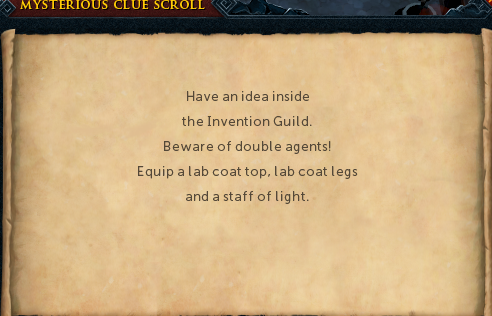 MYSTERIOUS CLUE SCROLL
Have an idea inside
the Invention Guild.
Beware of double agents!
Equip a lab coat top, lab coat legs
and a staff of light.